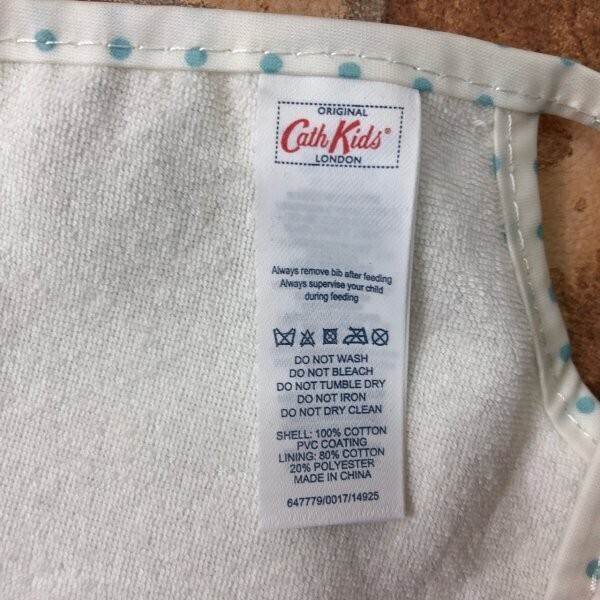 ORIGINAL
Cath Kids®
LONDON
Always remove bib after feeding
Always supervise your child
during feeding
DO NOT WASH
DO NOT BLEACH
DO NOT TUMBLE DRY
DO NOT IRON
DO NOT DRY CLEAN
SHELL: 100% COTTON
PVC COATING
LINING: 80% COTTON
20% POLYESTER
MADE IN CHINA
647779/0017/14925